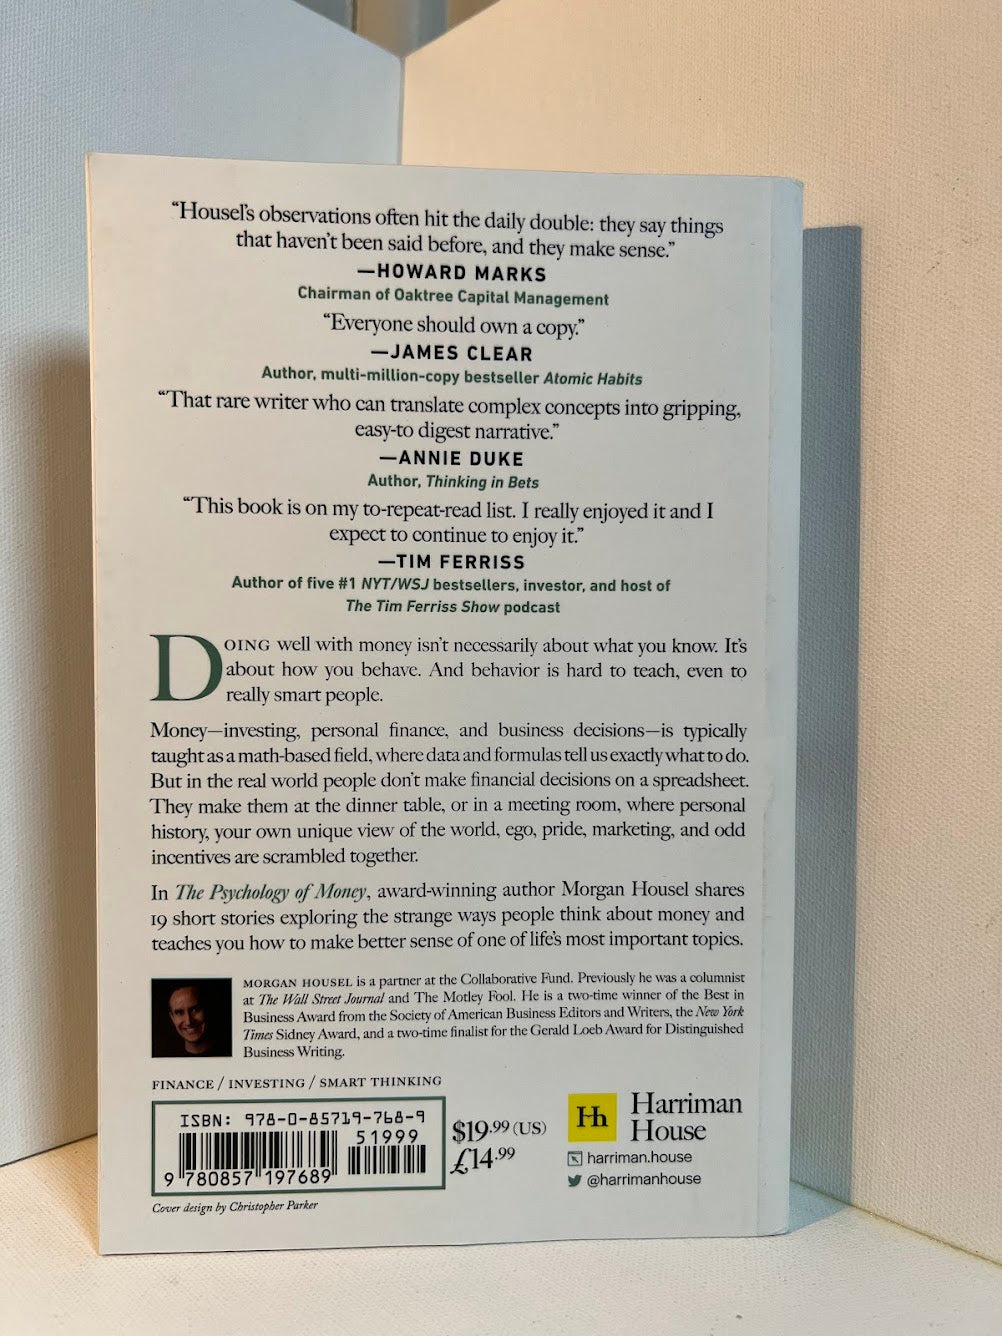 “Housel’s observations often hit the daily double: they say things
that haven’t been said before, and they make sense.”
—HOWARD MARKS
Chairman of Oaktree Capital Management
“Everyone should own a copy.”
—JAMES CLEAR
Author, multi-million-copy bestseller Atomic Habits
“That rare writer who can translate complex concepts into gripping,
easy-to digest narrative.”
—ANNIE DUKE
Author, Thinking in Bets
“This book is on my to-repeat-read list. I really enjoyed it and I
expect to continue to enjoy it.”
—TIM FERRISS
Author of five #1 NYT/WSJ bestsellers, investor, and host of
The Tim Ferriss Show podcast
DOING well with money isn’t necessarily about what you know. It’s
about how you behave. And behavior is hard to teach, even to
really smart people.
Money—investing, personal finance, and business decisions—is typically
taught as a math-based field, where data and formulas tell us exactly what to do.
But in the real world people don’t make financial decisions on a spreadsheet.
They make them at the dinner table, or in a meeting room, where personal
history, your own unique view of the world, ego, pride, marketing, and odd
incentives are scrambled together.
In The Psychology of Money, award-winning author Morgan Housel shares
19 short stories exploring the strange ways people think about money and
teaches you how to make better sense of one of life’s most important topics.
MORGAN HOUSEL is a partner at the Collaborative Fund. Previously he was a columnist
at The Wall Street Journal and The Motley Fool. He is a two-time winner of the Best in
Business Award from the Society of American Business Editors and Writers, the New York
Times Sidney Award, and a two-time finalist for the Gerald Loeb Award for Distinguished
Business Writing.
FINANCE / INVESTING / SMART THINKING
ISBN: 978-0-85719-768-9
51999
9 780857 197689
$19.99 (US)
£14.99
Hh
Harriman
House
harriman.house
@harrimanhouse
Cover design by Christopher Parker